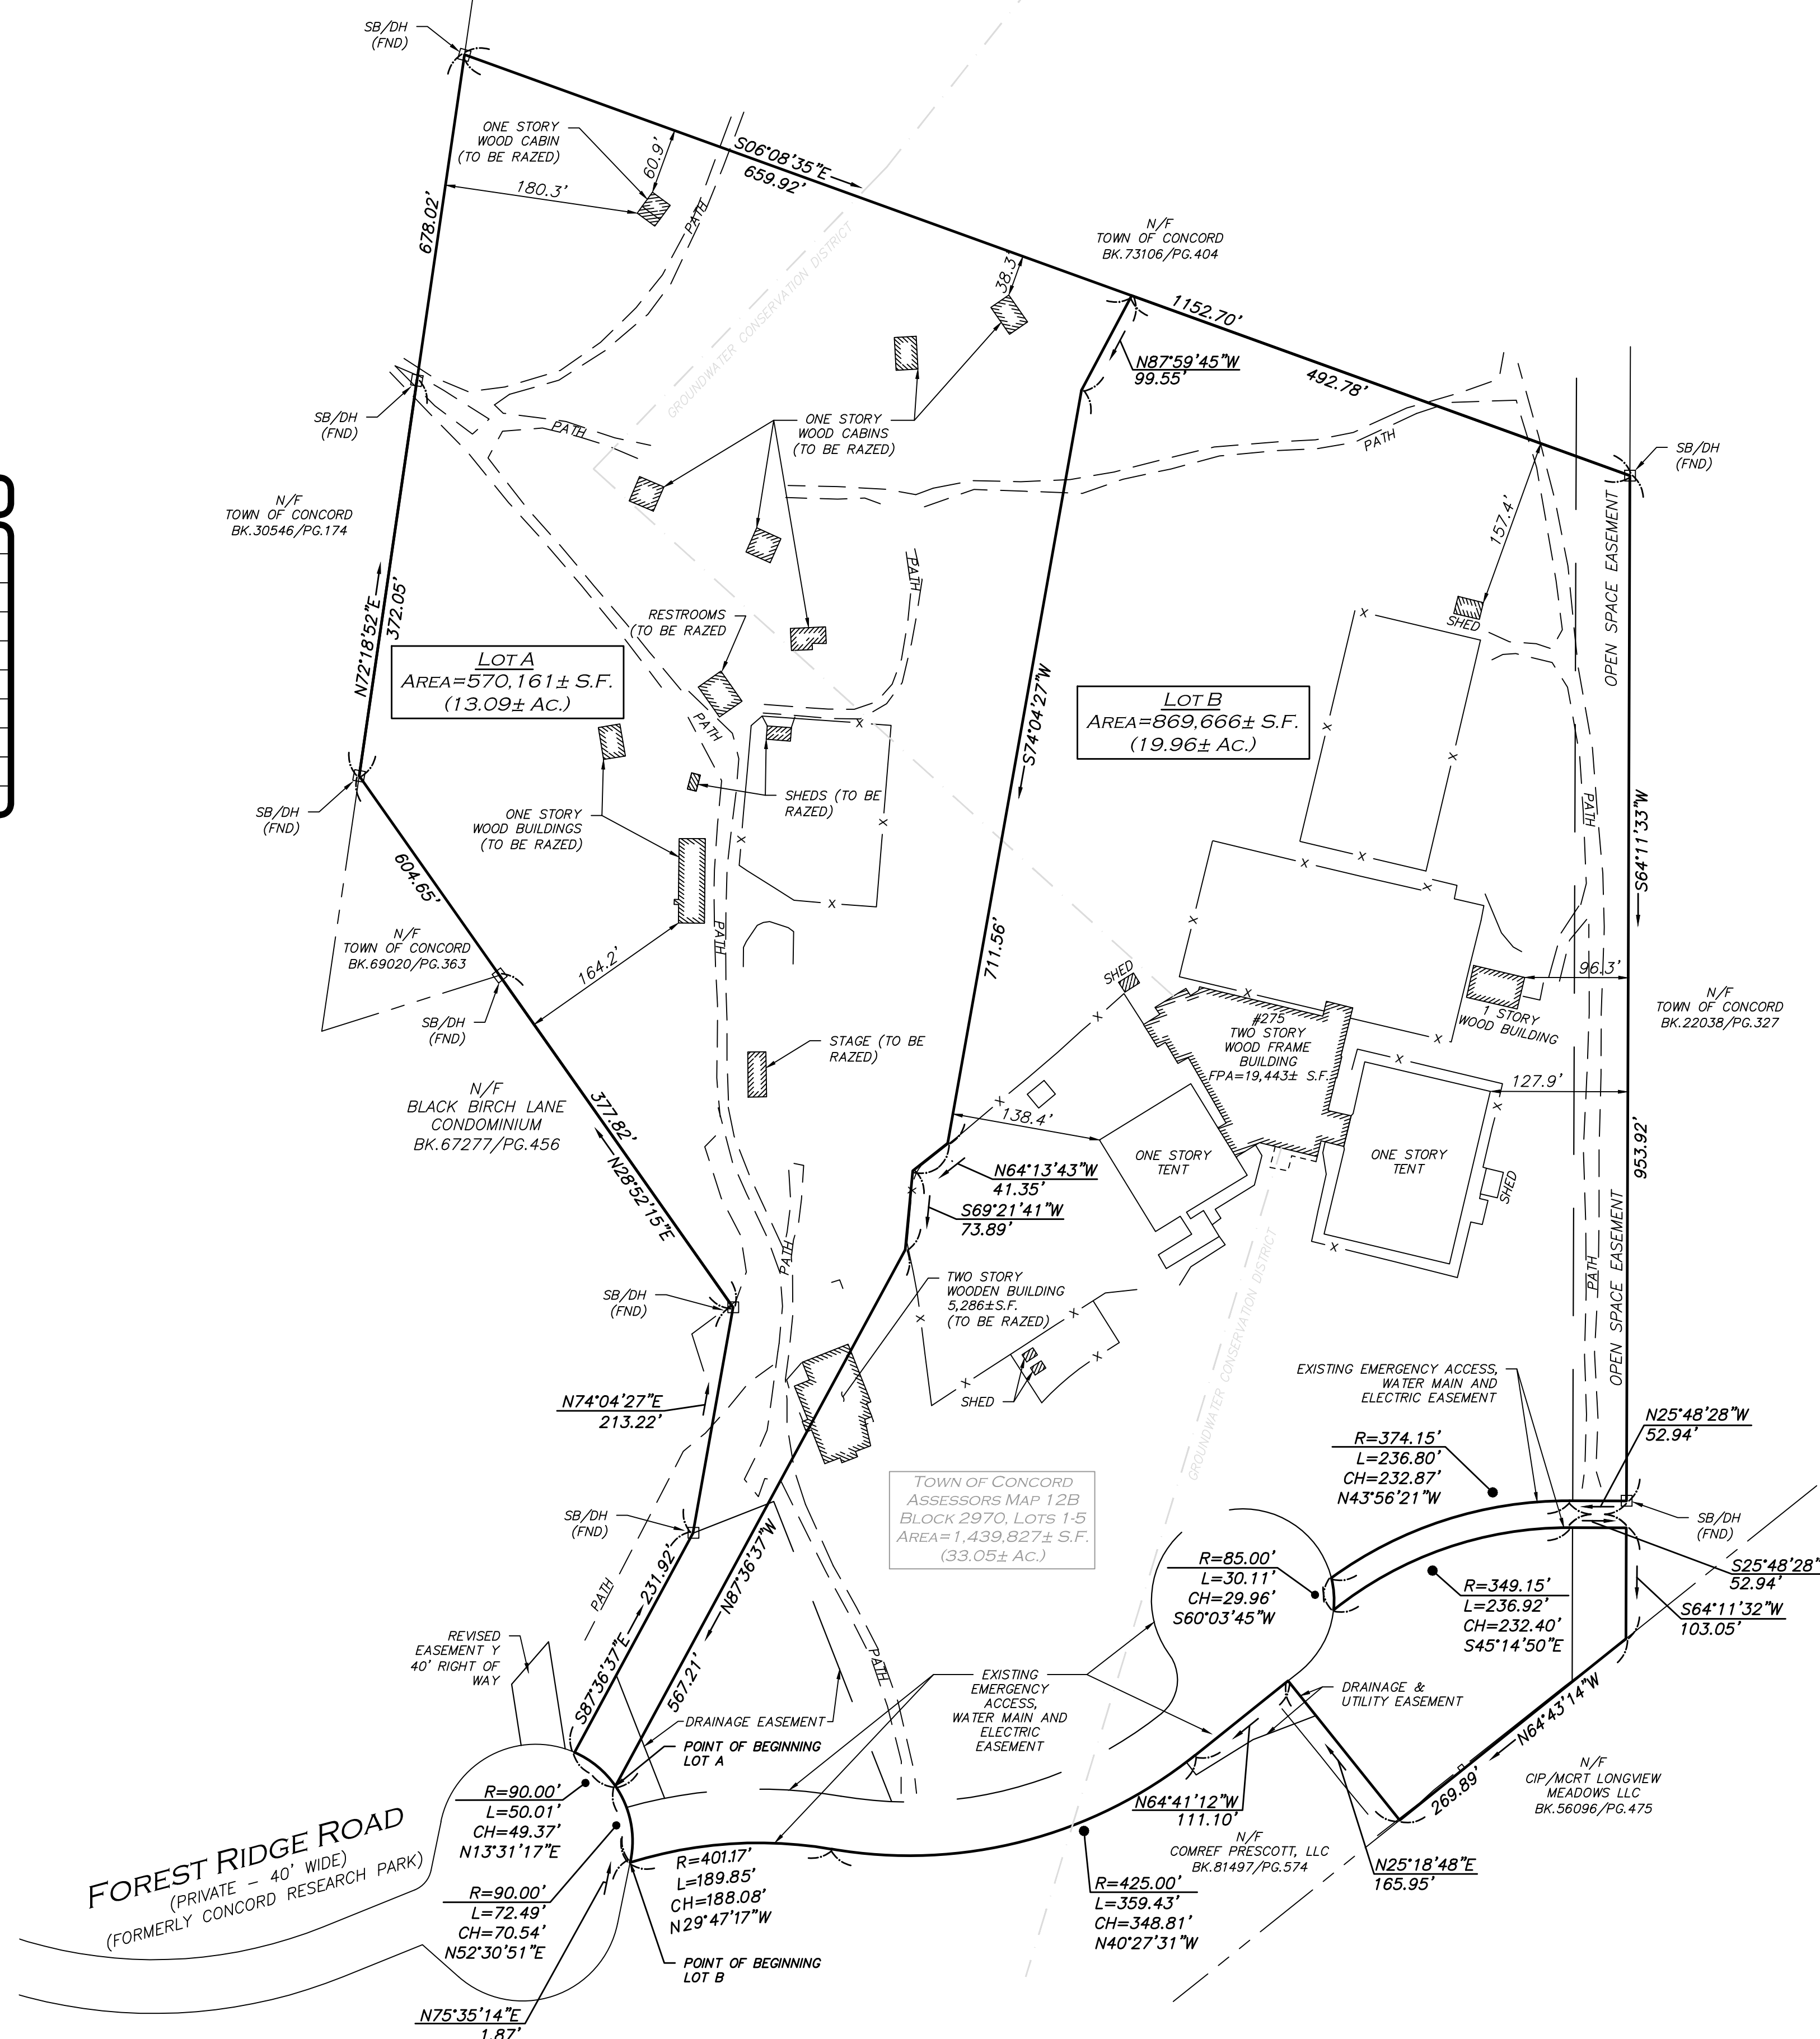 SB/DH
(FND)
ONE STORY
WOOD CABIN
(TO BE RAZED)
60.9'
180.3'
S06°08'35"E
659.92'
PATH
678.02'
GROUNDWATER CONSERVATION DISTRICT
N/F
TOWN OF CONCORD
BK.73106/PG.404
38.3'
1152.70'
N87°59'45"W
99.55'
492.78'
SB/DH
(FND)
PATH
ONE STORY
WOOD CABINS
(TO BE RAZED)
PATH
SB/DH
(FND)
N/F
TOWN OF CONCORD
BK.30546/PG.174
157.4'
OPEN SPACE EASEMENT
PATH
N72°18'52"E
372.05'
RESTROOMS
(TO BE RAZED
SHED
LOT A
AREA=570,161± S.F.
(13.09± AC.)
S74°04'27"W
LOT B
AREA=869,666± S.F.
(19.96± AC.)
PATH
SHEDS (TO BE
RAZED)
PATH
S64°11'33"W
SB/DH
(FND)
ONE STORY
WOOD BUILDINGS
(TO BE RAZED)
604.65'
N/F
TOWN OF CONCORD
BK.69020/PG.363
164.2'
PATH
711.56'
SHED
96.3'
1 STORY
WOOD BUILDING
N/F
TOWN OF CONCORD
BK.22038/PG.327
SB/DH
(FND)
STAGE (TO BE
RAZED)
#275
TWO STORY
WOOD FRAME
BUILDING
FPA=19,443± S.F.
127.9'
N/F
BLACK BIRCH LANE
CONDOMINIUM
BK.67277/PG.456
377.82'
N28°52'15"E
138.4'
ONE STORY
TENT
ONE STORY
TENT
SHED
953.92'
N64°13'43"W
41.35'
S69°21'41"W
73.89'
PATH
OPEN SPACE EASEMENT
PATH
GROUNDWATER CONSERVATION DISTRICT
SB/DH
(FND)
TWO STORY
WOODEN BUILDING
5,286±S.F.
(TO BE RAZED)
SHED
EXISTING EMERGENCY ACCESS,
WATER MAIN AND
ELECTRIC EASEMENT
N74°04'27"E
213.22'
N25°48'28"W
52.94'
R=374.15'
L=236.80'
CH=232.87'
N43°56'21"W
TOWN OF CONCORD
ASSESSORS MAP 12B
BLOCK 2970, LOTS 1-5
AREA=1,439,827± S.F.
(33.05± AC.)
SB/DH
(FND)
SB/DH
(FND)
231.92'
N87°36'37"W
PATH
R=85.00'
L=30.11'
CH=29.96'
S60°03'45"W
R=349.15'
L=236.92'
CH=232.40'
S45°14'50"E
S25°48'28"
52.94'
S64°11'32"W
103.05'
REVISED
EASEMENT Y
40' RIGHT OF
WAY
S87°36'37"E
567.21'
PATH
EXISTING
EMERGENCY
ACCESS,
WATER MAIN AND
ELECTRIC
EASEMENT
DRAINAGE &
UTILITY EASEMENT
DRAINAGE EASEMENT
POINT OF BEGINNING
LOT A
N64°43'14"W
269.89'
N/F
CIP/MCRT LONGVIEW
MEADOWS LLC
BK.56096/PG.475
R=90.00'
L=50.01'
CH=49.37'
N13°31'17"E
N64°41'12"W
111.10'
N/F
COMREF PRESCOTT, LLC
BK.81497/PG.574
N25°18'48"E
165.95'
FOREST RIDGE ROAD
(PRIVATE - 40' WIDE)
(FORMERLY CONCORD RESEARCH PARK)
R=90.00'
L=72.49'
CH=70.54'
N52°30'51"E
R=401.17'
L=189.85'
CH=188.08'
N29°47'17"W
R=425.00'
L=359.43'
CH=348.81'
N40°27'31"W
POINT OF BEGINNING
LOT B
N75°35'14"E
1.87'